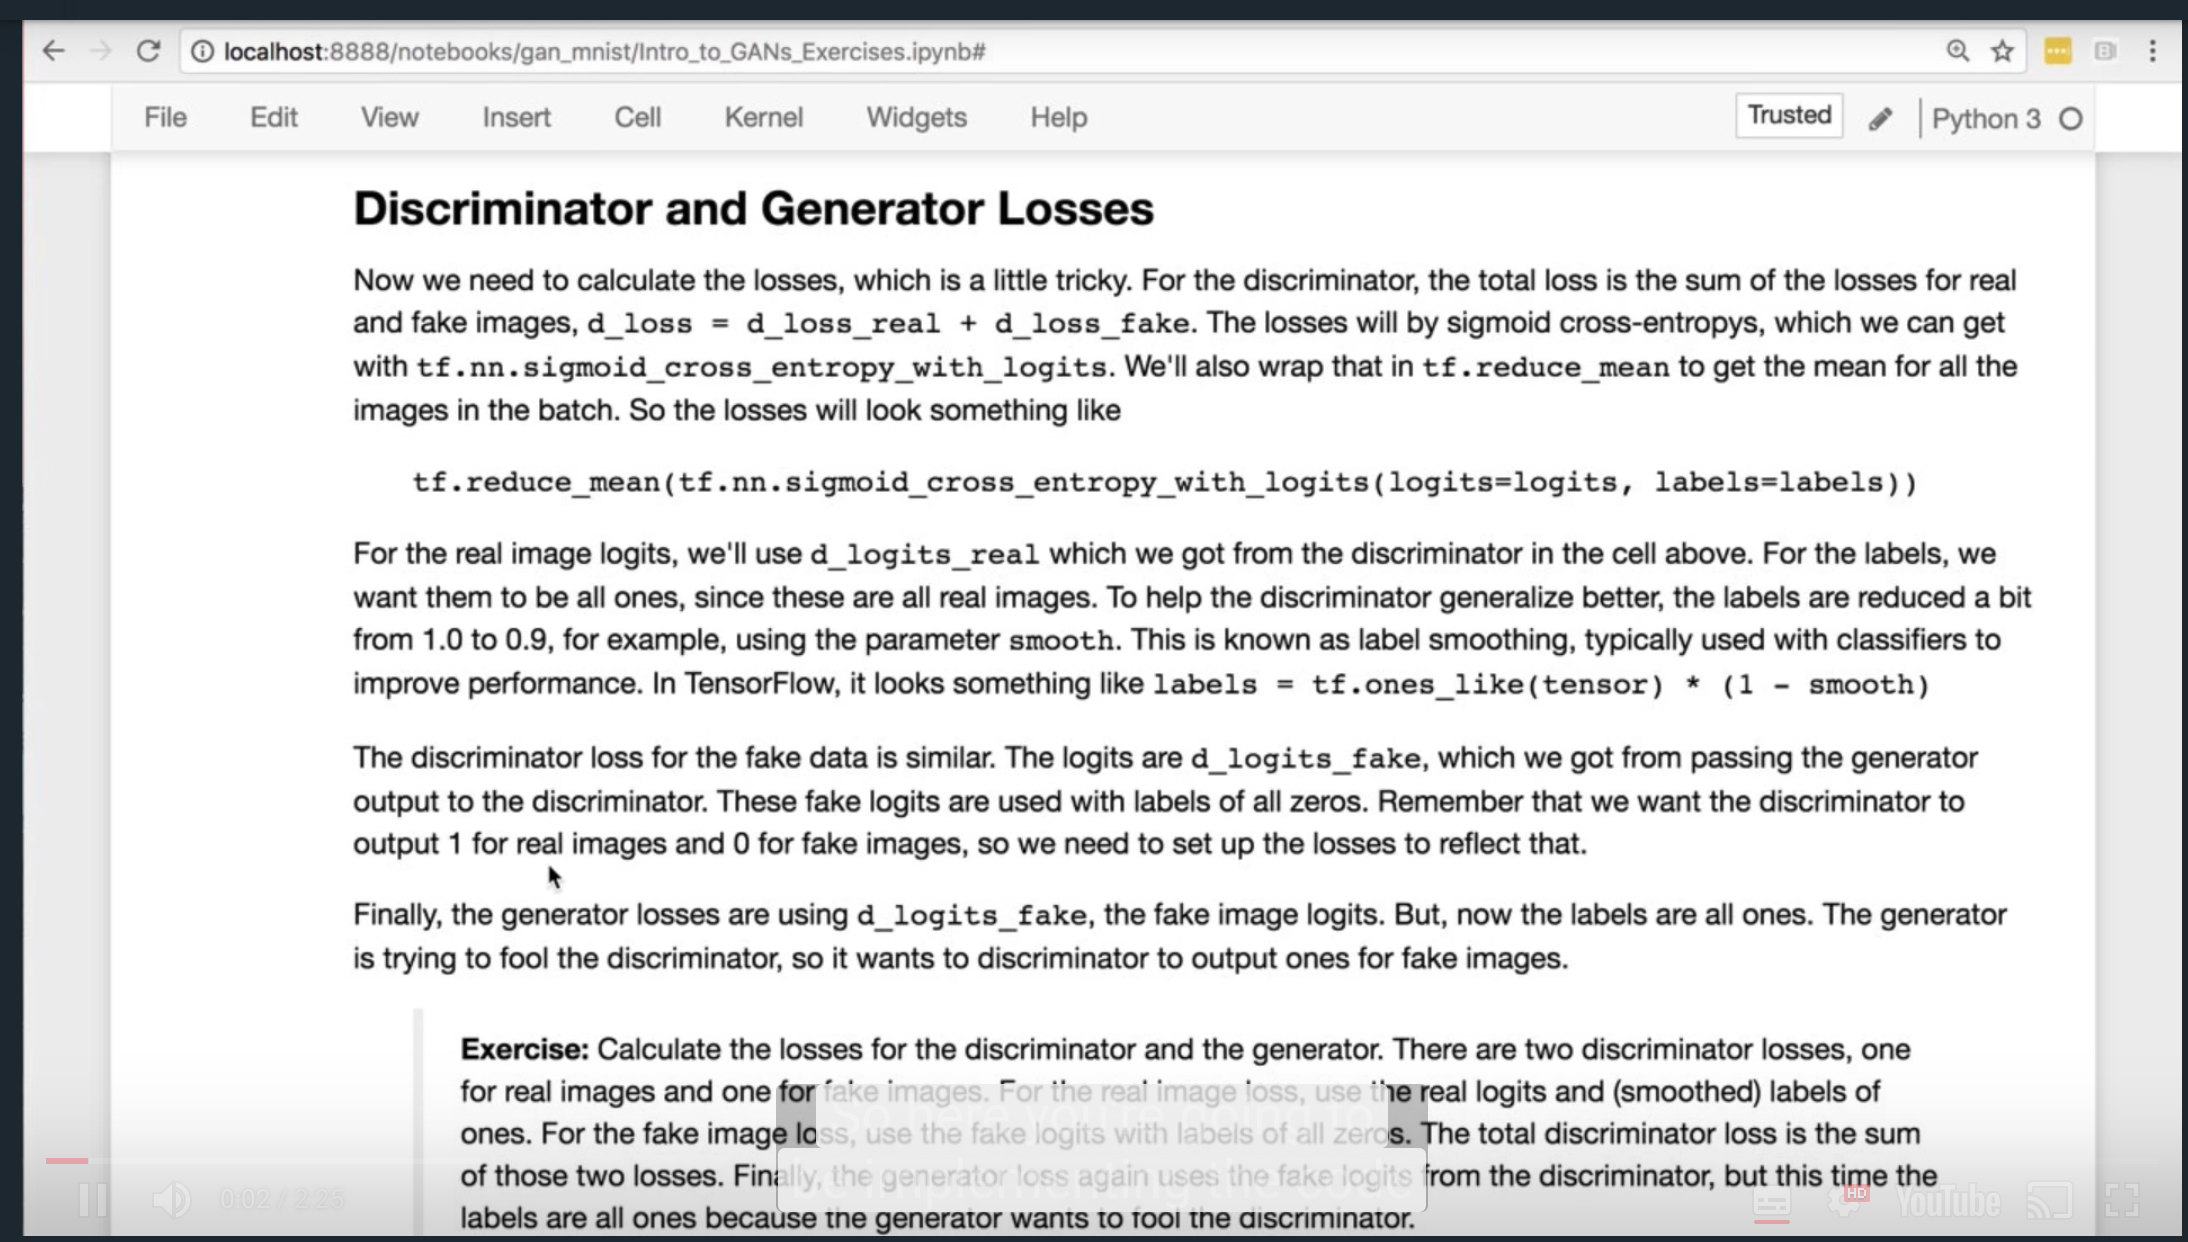 localhost:8888/notebooks/gan_mnist/Intro_to_GANs_Exercises.ipynb#
File Edit View Insert Cell Kernel Widgets Help Trusted Python 3
Discriminator and Generator Losses
Now we need to calculate the losses, which is a little tricky. For the discriminator, the total loss is the sum of the losses for real
and fake images, d_loss = d_loss_real + d_loss_fake. The losses will by sigmoid cross-entropys, which we can get
with tf.nn.sigmoid_cross_entropy_with_logits. We'll also wrap that in tf.reduce_mean to get the mean for all the
images in the batch. So the losses will look something like
tf.reduce_mean(tf.nn.sigmoid_cross_entropy_with_logits(logits=logits, labels=labels))
For the real image logits, we'll use d_logits_real which we got from the discriminator in the cell above. For the labels, we
want them to be all ones, since these are all real images. To help the discriminator generalize better, the labels are reduced a bit
from 1.0 to 0.9, for example, using the parameter smooth. This is known as label smoothing, typically used with classifiers to
improve performance. In TensorFlow, it looks something like labels = tf.ones_like(tensor) * (1 - smooth)
The discriminator loss for the fake data is similar. The logits are d_logits_fake, which we got from passing the generator
output to the discriminator. These fake logits are used with labels of all zeros. Remember that we want the discriminator to
output 1 for real images and 0 for fake images, so we need to set up the losses to reflect that.
Finally, the generator losses are using d_logits_fake, the fake image logits. But, now the labels are all ones. The generator
is trying to fool the discriminator, so it wants to discriminator to output ones for fake images.
Exercise: Calculate the losses for the discriminator and the generator. There are two discriminator losses, one
for real images and one for fake images. For the real image loss, use the real logits and (smoothed) labels of
ones. For the fake image loss, use the fake logits with labels of all zeros. The total discriminator loss is the sum
of those two losses. Finally, the generator loss again uses the fake logits from the discriminator, but this time the
labels are all ones because the generator wants to fool the discriminator.
So here you're going to
be implementing the code
0:02 / 2:25
HD
YouTube